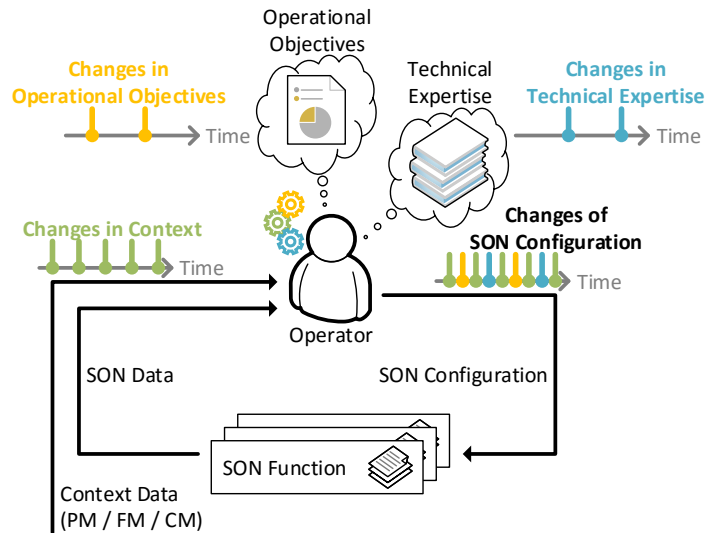 Operational
Objectives
Changes in
Operational Objectives
Time
Technical
Expertise
Changes in
Technical Expertise
Time
Changes in Context
Time
Changes of
SON Configuration
Time
Operator
SON Data
SON Configuration
SON Function
Context Data
(PM / FM / CM)